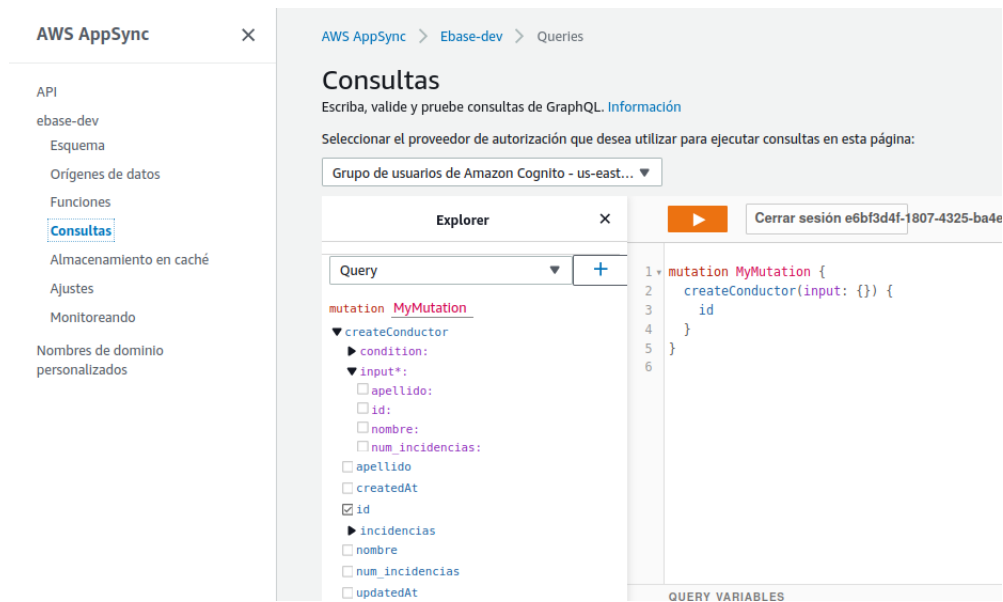 AWS AppSync
API
ebase-dev
Esquema
Orígenes de datos
Funciones
Consultas
Almacenamiento en caché
Ajustes
Monitoreando
Nombres de dominio
personalizados
AWS AppSync > Ebase-dev > Queries
Consultas
Escriba, valide y pruebe consultas de GraphQL. Información
Seleccionar el proveedor de autorización que desea utilizar para ejecutar consultas en esta página:
Grupo de usuarios de Amazon Cognito - us-east...
Explorer
Query
mutation MyMutation
createConductor
condition:
input*:
apellido:
id:
nombre:
num_incidencias:
apellido
createdAt
id
incidencias
nombre
num_incidencias
updatedAt
Cerrar sesión e6bf3d4f-1807-4325-ba4e
1 mutation MyMutation {
2 createConductor(input: {}) {
3 id
4 }
5 }
6
QUERY VARIABLES